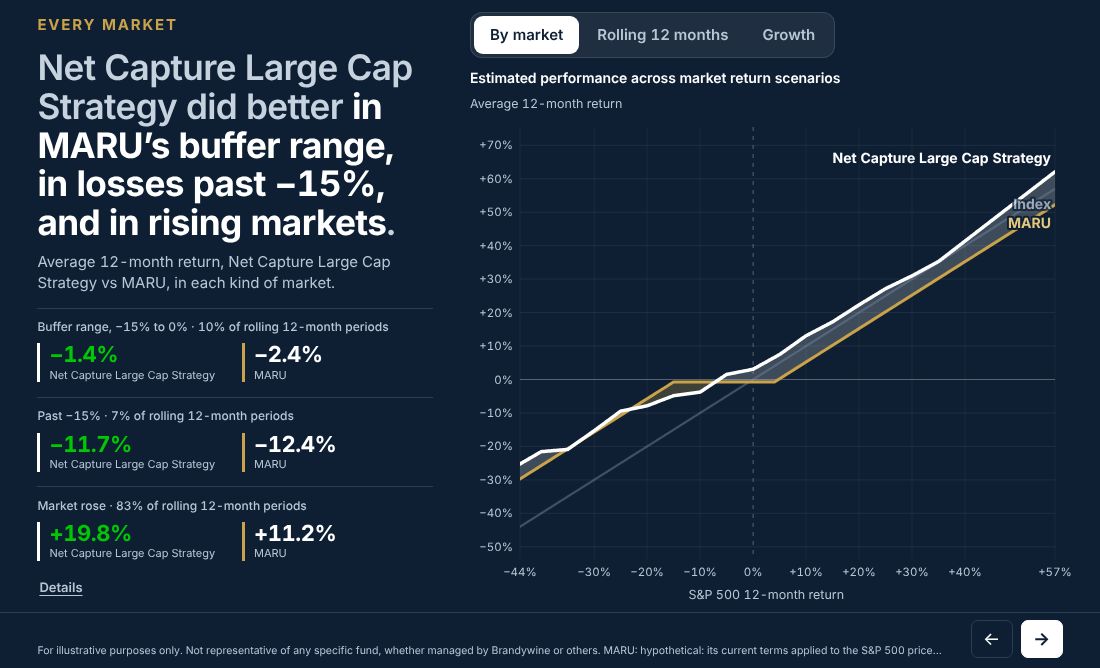 EVERY MARKET
Net Capture Large Cap
Strategy did better in
MARU’s buffer range,
in losses past −15%,
and in rising markets.
Average 12-month return, Net Capture Large Cap
Strategy vs MARU, in each kind of market.
Buffer range, −15% to 0% · 10% of rolling 12-month periods
−1.4%
Net Capture Large Cap Strategy
−2.4%
MARU
Past −15% · 7% of rolling 12-month periods
−11.7%
Net Capture Large Cap Strategy
−12.4%
MARU
Market rose · 83% of rolling 12-month periods
+19.8%
Net Capture Large Cap Strategy
+11.2%
MARU
Details
By market
Rolling 12 months
Growth
Estimated performance across market return scenarios
Average 12-month return
+70%
+60%
+50%
+40%
+30%
+20%
+10%
0%
−10%
−20%
−30%
−40%
−50%
Net Capture Large Cap Strategy
Index
MARU
−44%
−30%
−20%
−10%
0%
+10%
+20%
+30%
+40%
+57%
S&P 500 12-month return
For illustrative purposes only. Not representative of any specific fund, whether managed by Brandywine or others. MARU: hypothetical: its current terms applied to the S&P 500 price…
← →